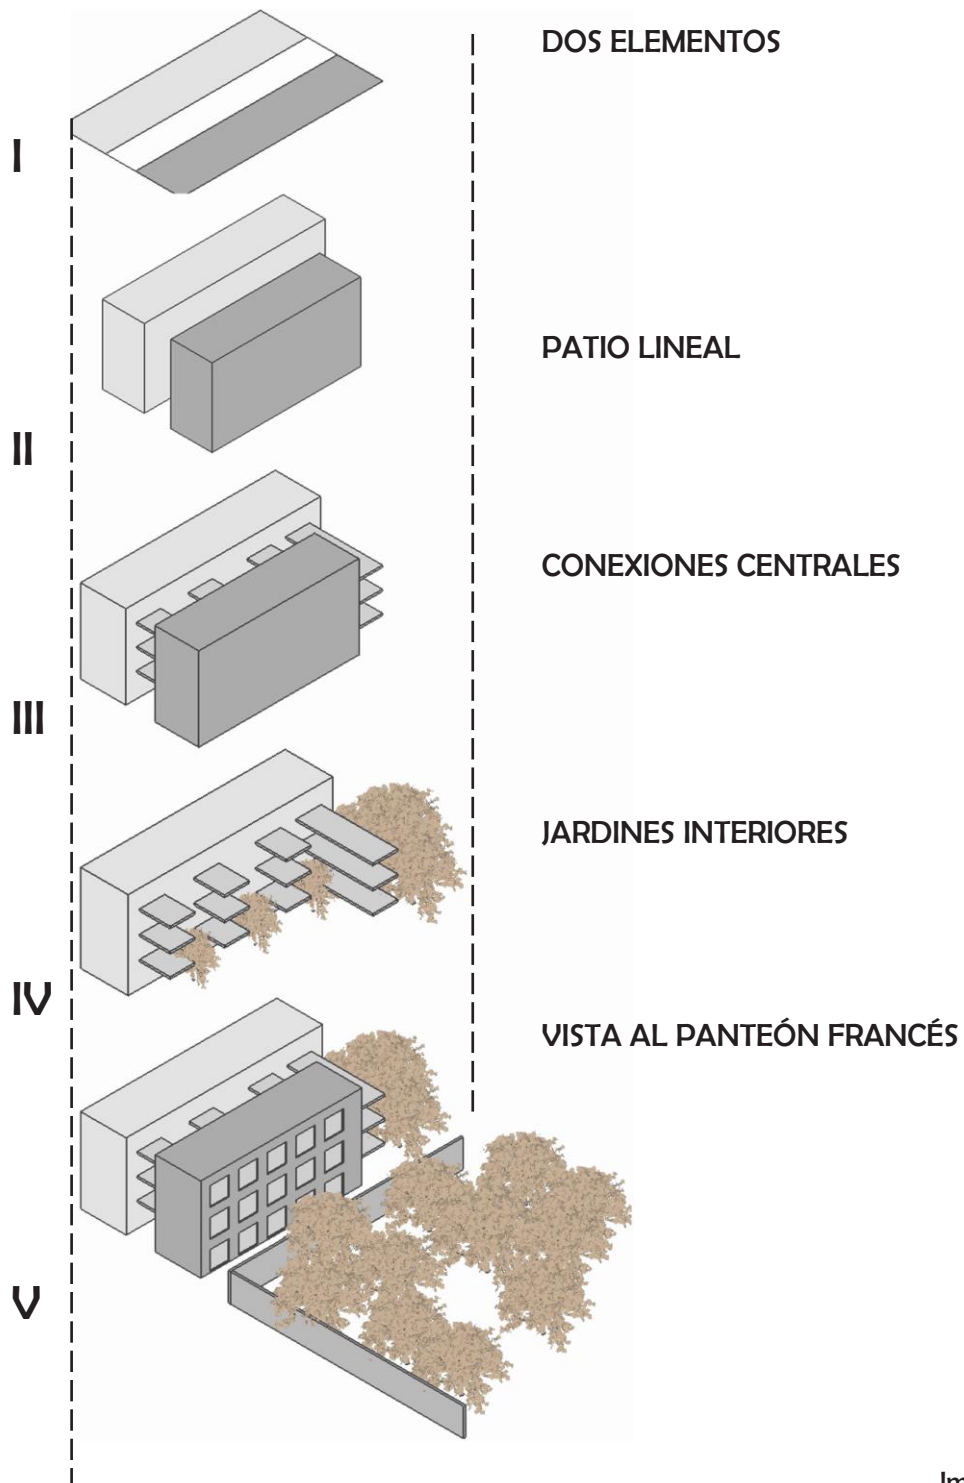 DOS ELEMENTOS
I
PATIO LINEAL
II
CONEXIONES CENTRALES
III
JARDINES INTERIORES
IV
VISTA AL PANTEÓN FRANCÉS
V